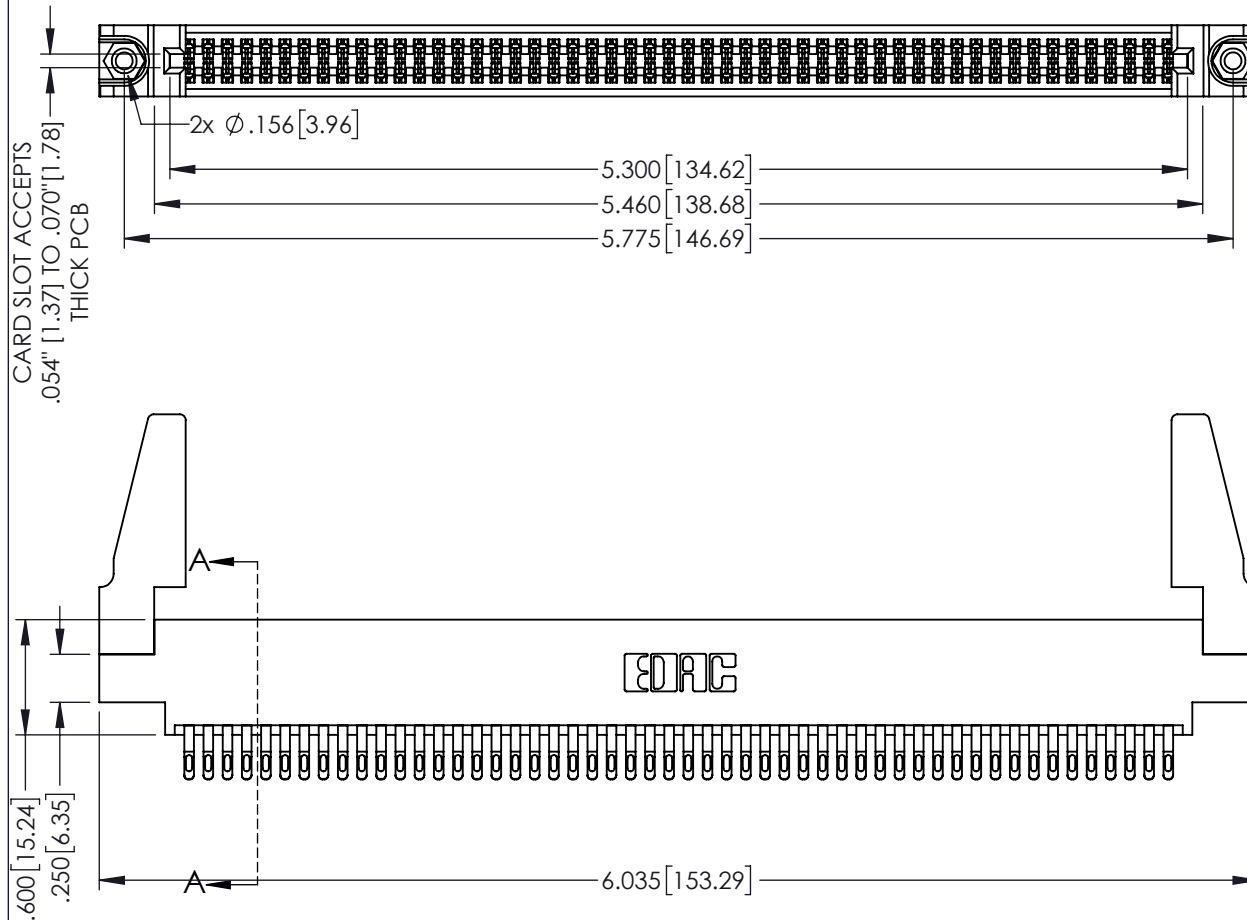 2x Ø .156[3.96]
5.300[134.62]
5.460[138.68]
5.775[146.69]
CARD SLOT ACCEPTS
.054" [1.37] TO .070"[1.78]
THICK PCB
A
EDAC
.600[15.24]
.250[6.35]
A
6.035[153.29]